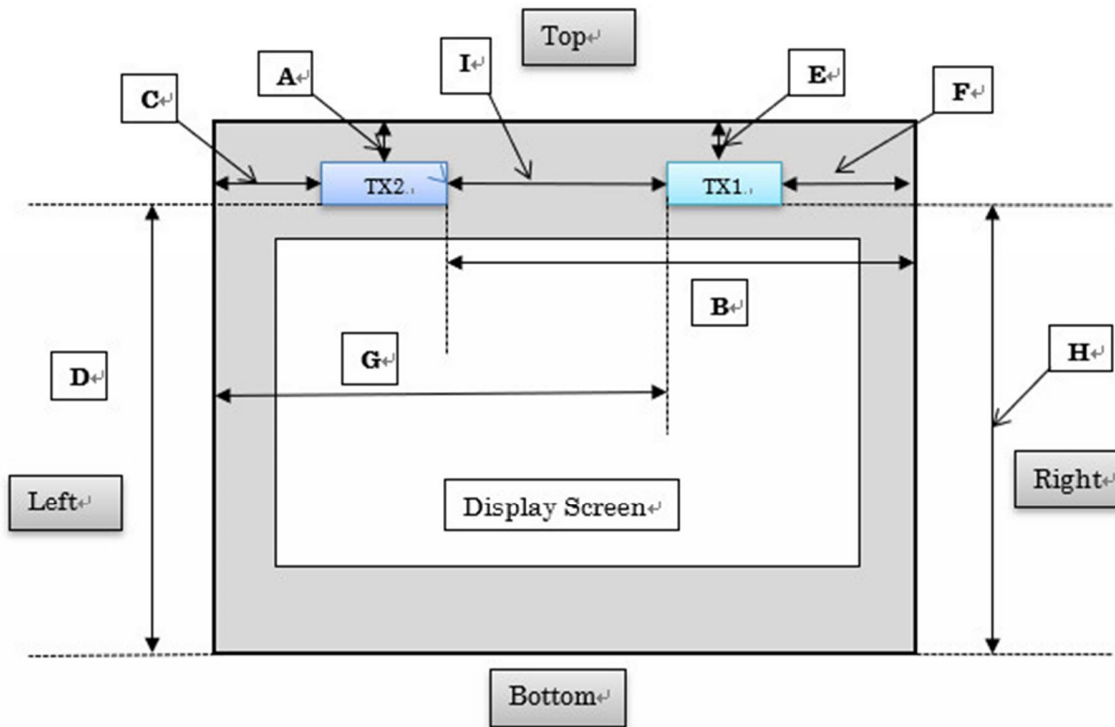 Top↵
A↵
I↵
E↵
C↵
F↵
TX2.
TX1.
B↵
G↵
D↵
H↵
Left↵
Right↵
Display Screen↵
Bottom↵